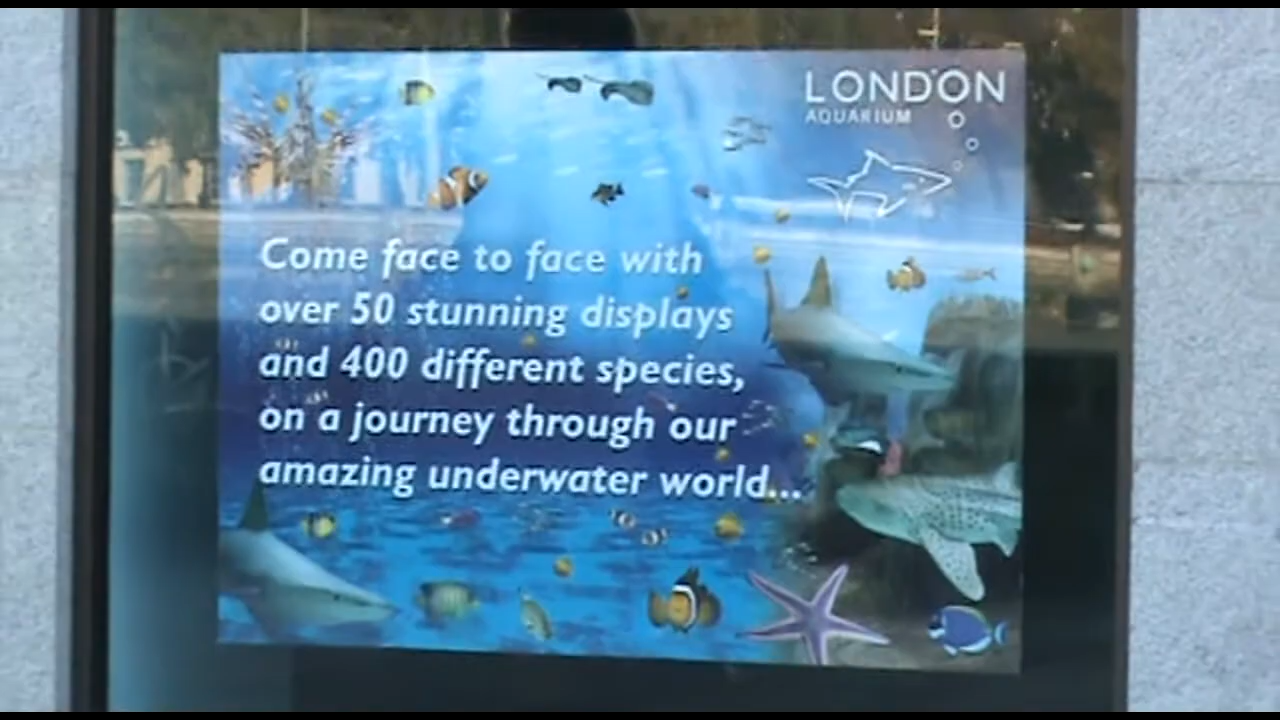 LONDON
AQUARIUM
Come face to face with
over 50 stunning displays
and 400 different species,
on a journey through our
amazing underwater world...